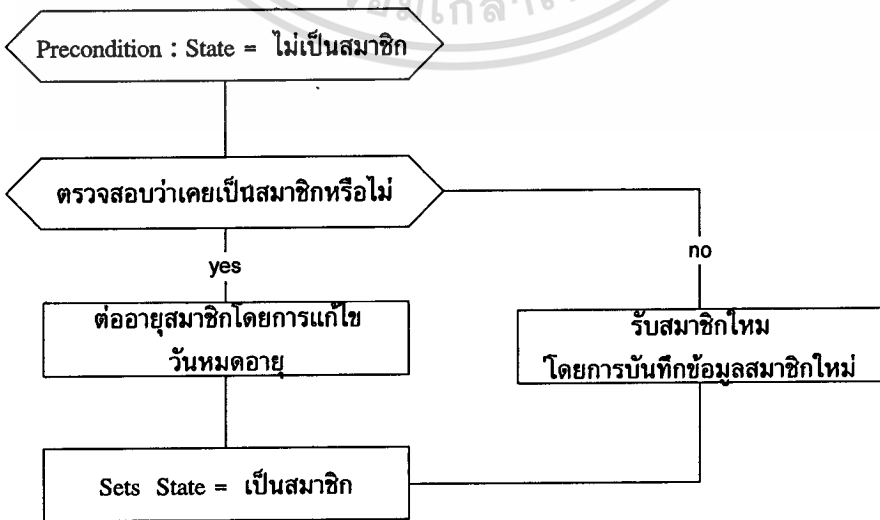 Precondition : State = ไม่เป็นสมาชิก
ตรวจสอบว่าเคยเป็นสมาชิกหรือไม่
yes
no
ต่ออายุสมาชิกโดยการแก้ไข
วันหมดอายุ
รับสมาชิกใหม
โดยการบันทึกข้อมูลสมาชิกใหม่
Sets State = เป็นสมาชิก